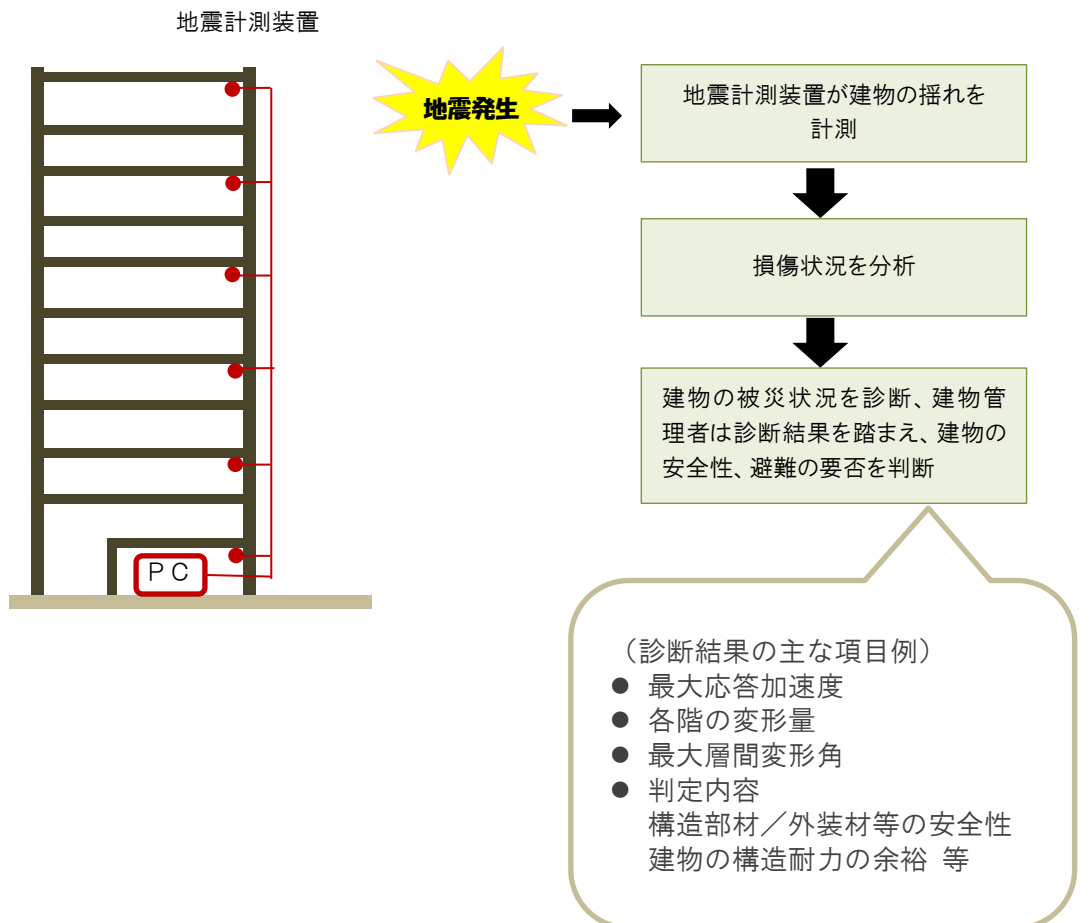 地震計測装置
地震発生
地震計測装置が建物の揺れを
計測
損傷状況を分析
建物の被災状況を診断、建物管
理者は診断結果を踏まえ、建物の
安全性、避難の要否を判断
ＰＣ
（診断結果の主な項目例）
● 最大応答加速度
● 各階の変形量
● 最大層間変形角
● 判定内容
構造部材／外装材等の安全性
建物の構造耐力の余裕 等